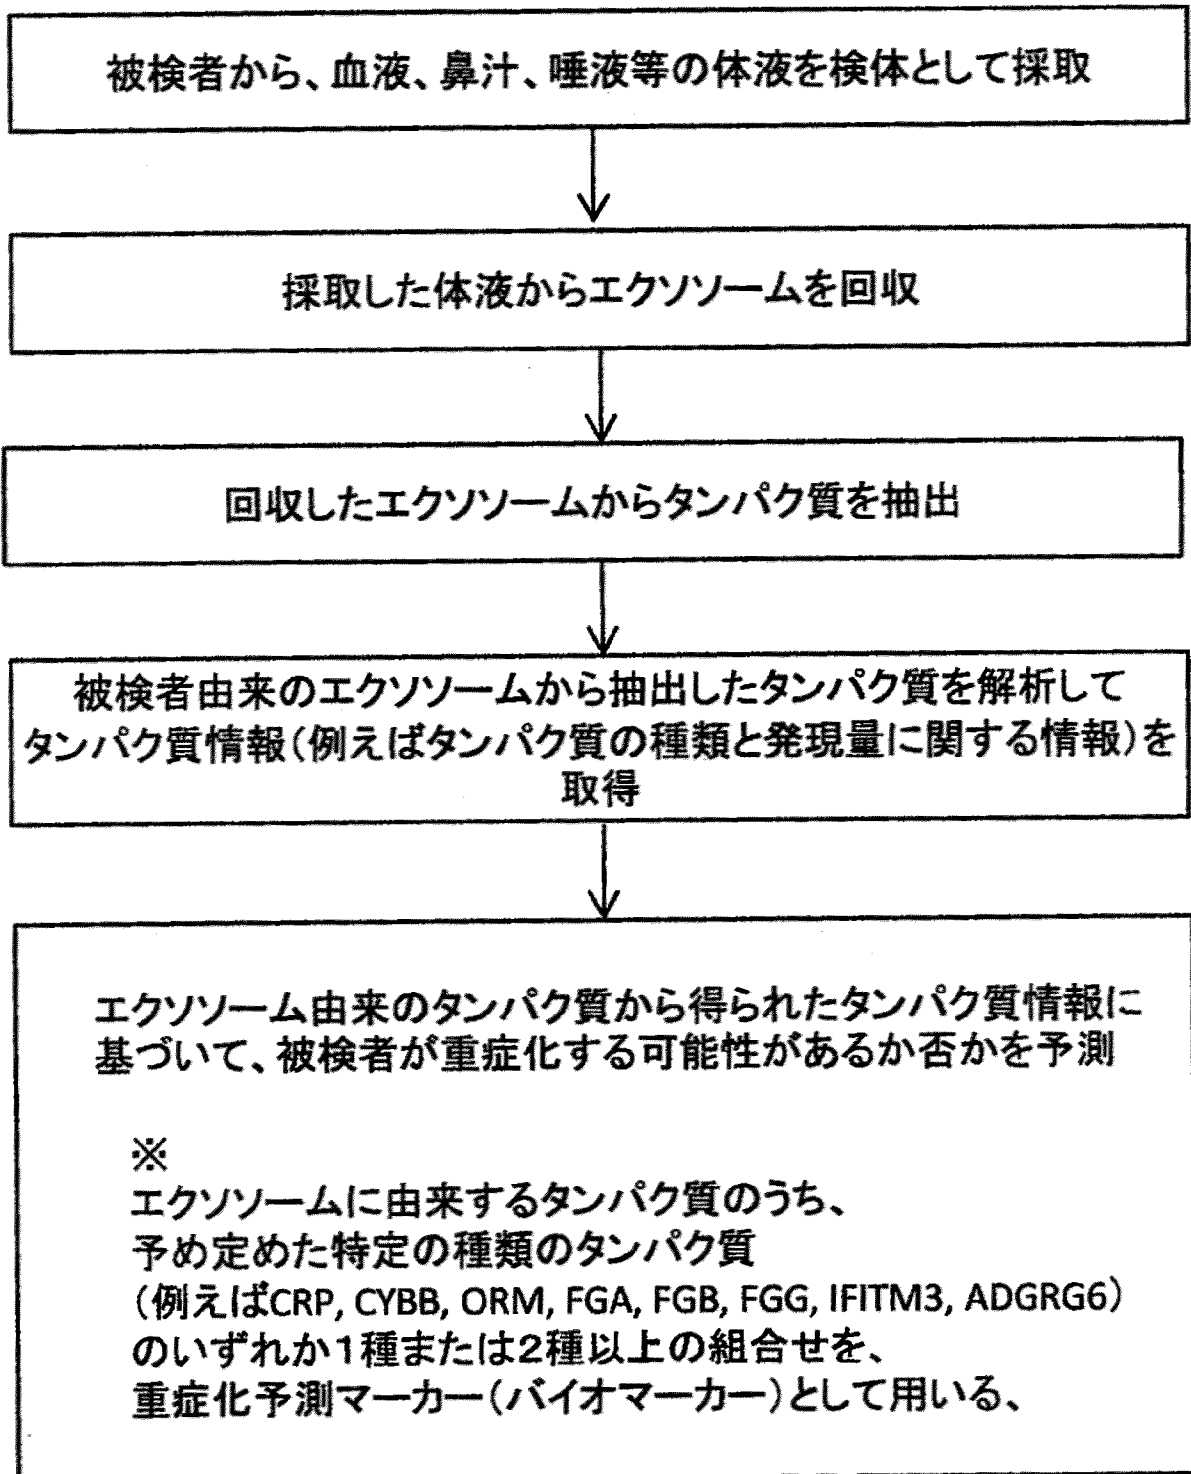 被検者から、血液、鼻汁、唾液等の体液を検体として採取
採取した体液からエクソソームを回収
回収したエクソソームからタンパク質を抽出
被検者由来のエクソソームから抽出したタンパク質を解析して
タンパク質情報(例えばタンパク質の種類と発現量に関する情報)を
取得
エクソソーム由来のタンパク質から得られたタンパク質情報に
基づいて、被検者が重症化する可能性があるか否かを予測
※
エクソソームに由来するタンパク質のうち、
予め定めた特定の種類のタンパク質
(例えばCRP, CYBB, ORM, FGA, FGB, FGG, IFITM3, ADGRG6)
のいずれか1種または2種以上の組合せを、
重症化予測マーカー(バイオマーカー)として用いる、